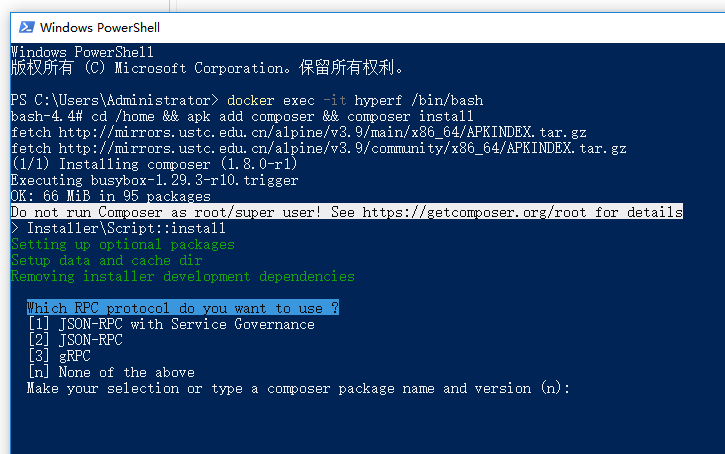 Windows PowerShell
Windows PowerShell
版权所有 (C) Microsoft Corporation。保留所有权利。
PS C:\Users\Administrator> docker exec -it hyperf /bin/bash
bash-4.4# cd /home && apk add composer && composer install
fetch http://mirrors.ustc.edu.cn/alpine/v3.9/main/x86_64/APKINDEX.tar.gz
fetch http://mirrors.ustc.edu.cn/alpine/v3.9/community/x86_64/APKINDEX.tar.gz
(1/1) Installing composer (1.8.0-r1)
Executing busybox-1.29.3-r10.trigger
OK: 66 MiB in 95 packages
Do not run Composer as root/super user! See https://getcomposer.org/root for details
> Installer\Script::install
Setting up optional packages
Setup data and cache dir
Removing installer development dependencies
Which RPC protocol do you want to use ?
[1] JSON-RPC with Service Governance
[2] JSON-RPC
[3] gRPC
[n] None of the above
Make your selection or type a composer package name and version (n):